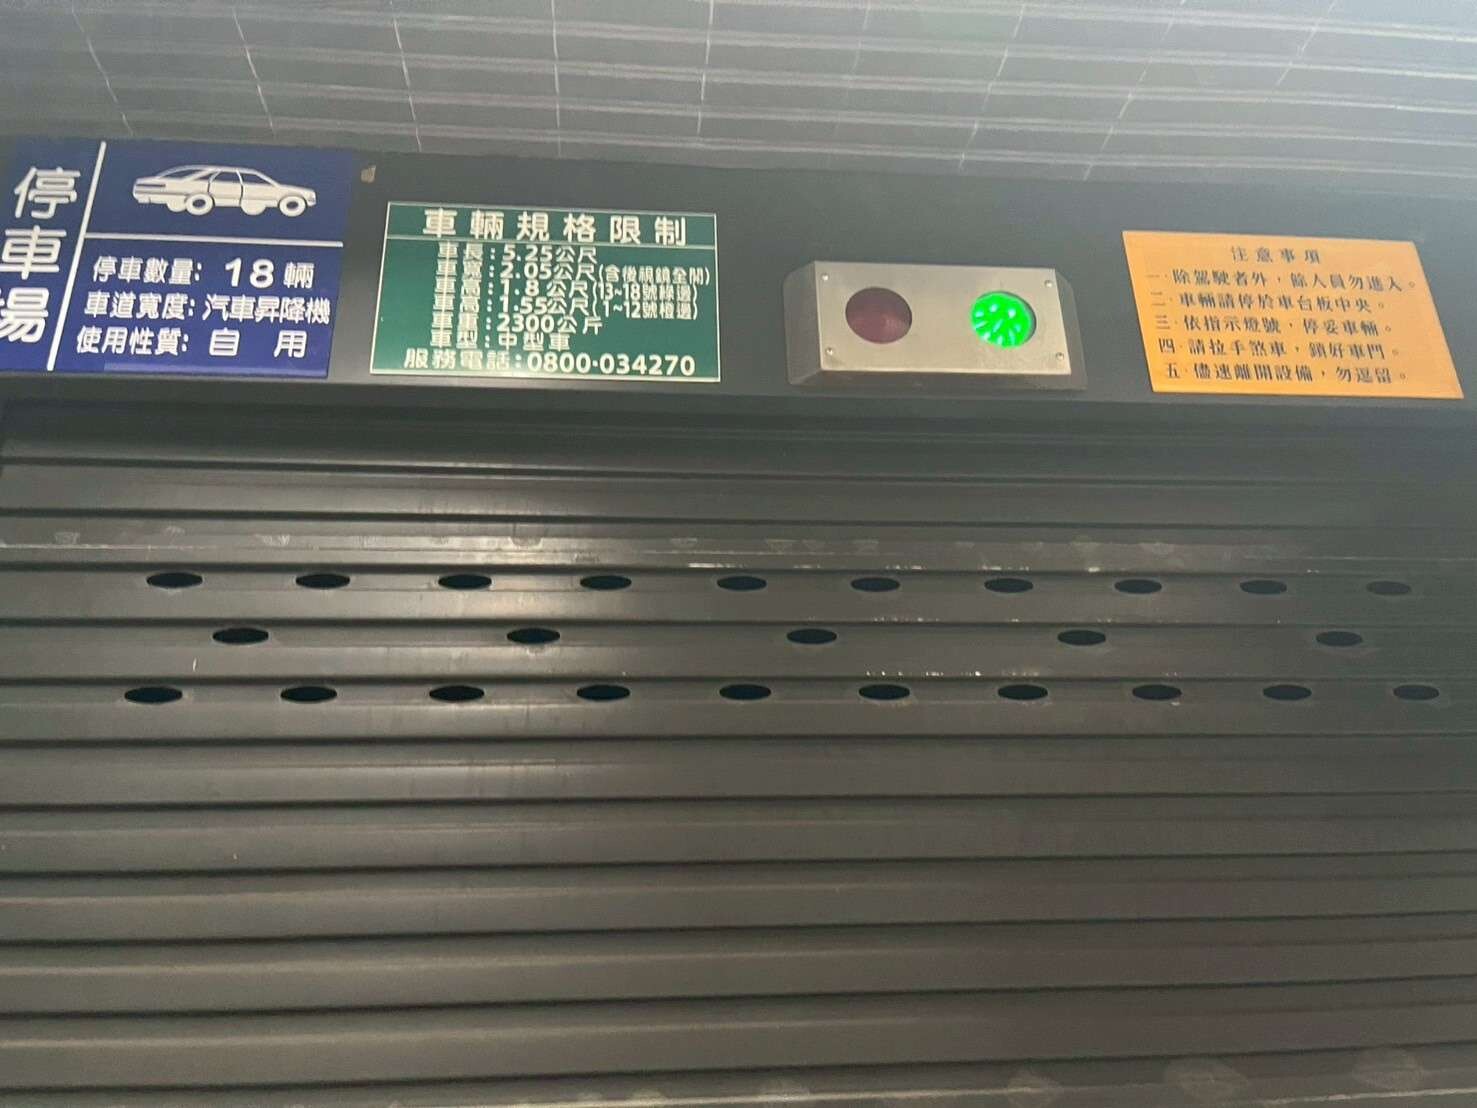 停車場
停車數量: 18 輛
車道寬度: 汽車昇降機
使用性質: 自 用
車輛規格限制
車長:5.25公尺
車寬:2.05公尺(含後視鏡全開)
車高:1.8公尺(13~18號綠邊)
車高:1.55公尺(1~12號橙邊)
車重:2300公斤
車型:中型車
服務電話:0800·034270
注意事項
一·除駕駛者外,餘人員勿進入。
二·車輛請停於車台板中央。
三·依指示燈號,停妥車輛。
四·請拉手煞車,鎖好車門。
五·儘速離開設備,勿逗留。